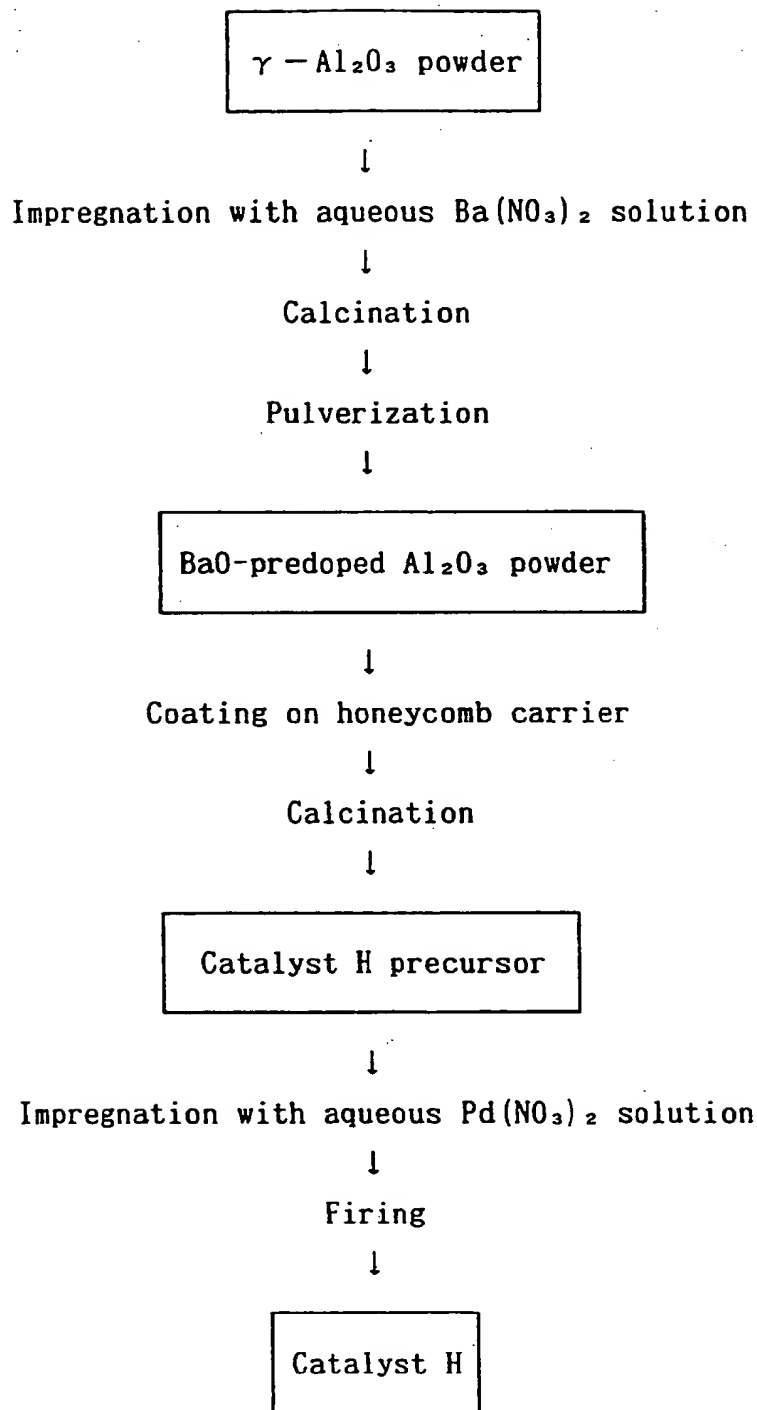 γ－Al₂O₃ powder
↓
Impregnation with aqueous Ba(NO₃)₂ solution
↓
Calcination
↓
Pulverization
↓
BaO-predoped Al₂O₃ powder
↓
Coating on honeycomb carrier
↓
Calcination
↓
Catalyst H precursor
↓
Impregnation with aqueous Pd(NO₃)₂ solution
↓
Firing
↓
Catalyst H